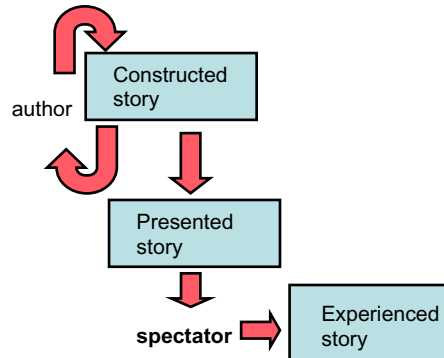 Constructed
story
author
Presented
story
spectator
Experienced
story